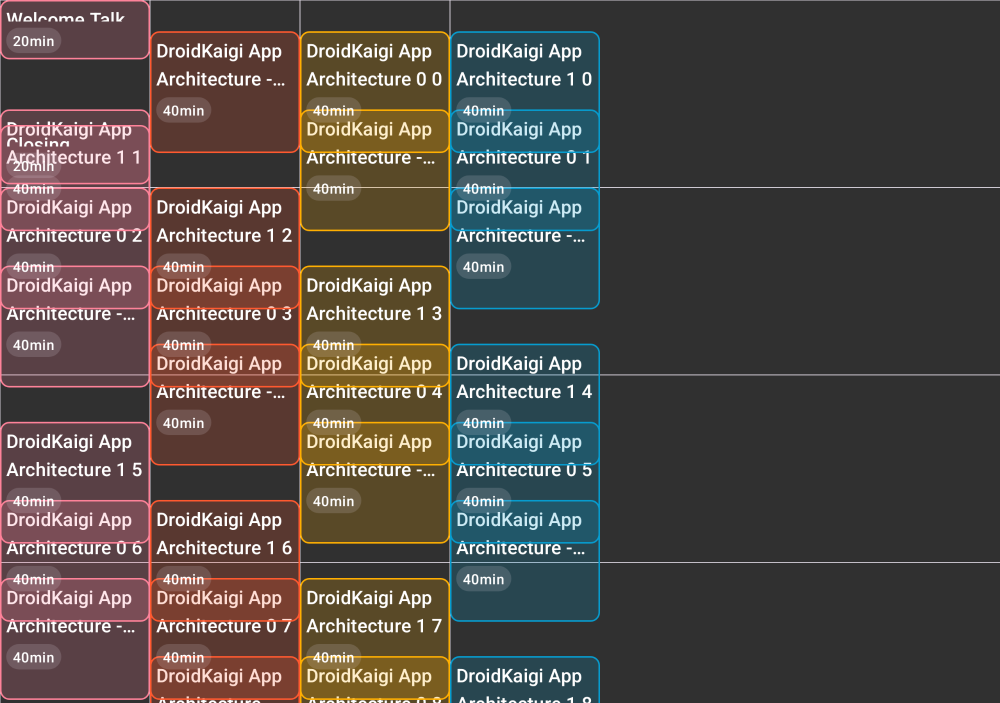 Welcome Talk
20min
DroidKaigi App
Closing
Architecture 1 1
20min
40min
DroidKaigi App
Architecture 0 2
40min
DroidKaigi App
Architecture -...
40min
DroidKaigi App
Architecture 1 5
40min
DroidKaigi App
Architecture 0 6
40min
DroidKaigi App
Architecture -...
40min
DroidKaigi App
Architecture -...
40min
DroidKaigi App
Architecture 1 2
40min
DroidKaigi App
Architecture 0 3
40min
DroidKaigi App
Architecture -...
40min
DroidKaigi App
Architecture 1 6
40min
DroidKaigi App
Architecture 0 7
40min
DroidKaigi App
Architecture
DroidKaigi App
Architecture 0 0
40min
DroidKaigi App
Architecture -...
40min
DroidKaigi App
Architecture 1 3
40min
DroidKaigi App
Architecture 0 4
40min
DroidKaigi App
Architecture -...
40min
DroidKaigi App
Architecture 1 7
40min
DroidKaigi App
Architecture 0 8
DroidKaigi App
Architecture 1 0
40min
DroidKaigi App
Architecture 0 1
40min
DroidKaigi App
Architecture -...
40min
DroidKaigi App
Architecture 1 4
40min
DroidKaigi App
Architecture 0 5
40min
DroidKaigi App
Architecture -...
40min
DroidKaigi App
Architecture 1 8